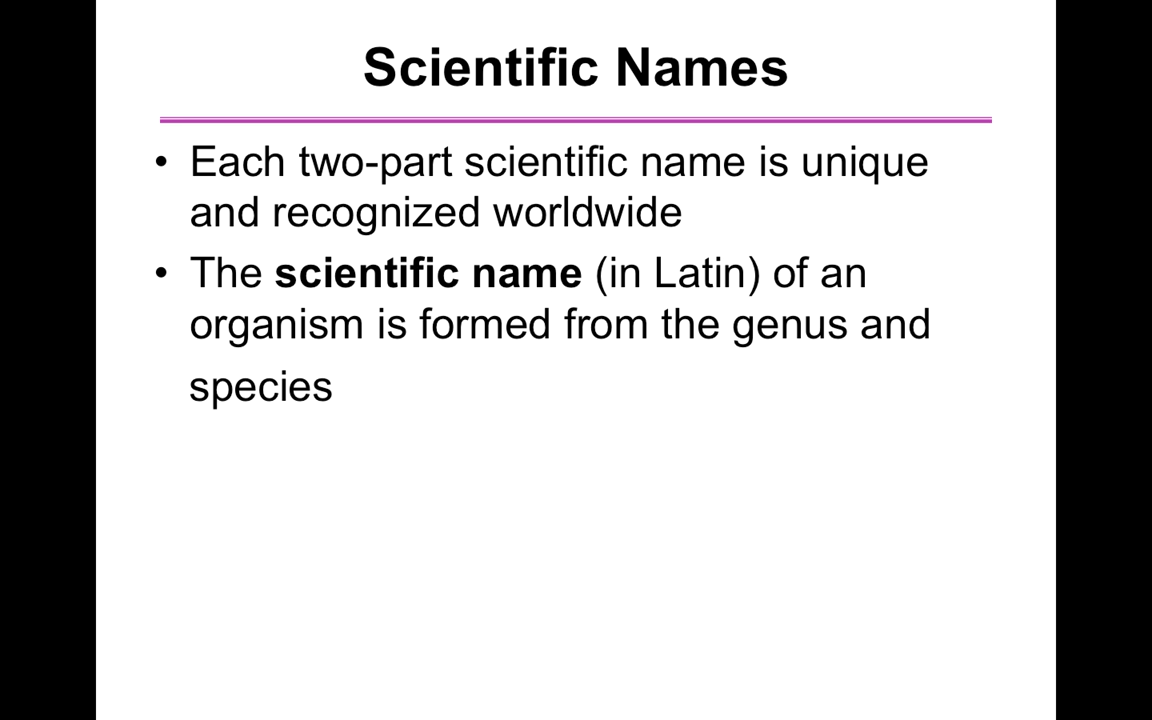 Scientific Names
• Each two-part scientific name is unique
and recognized worldwide
• The scientific name (in Latin) of an
organism is formed from the genus and
species